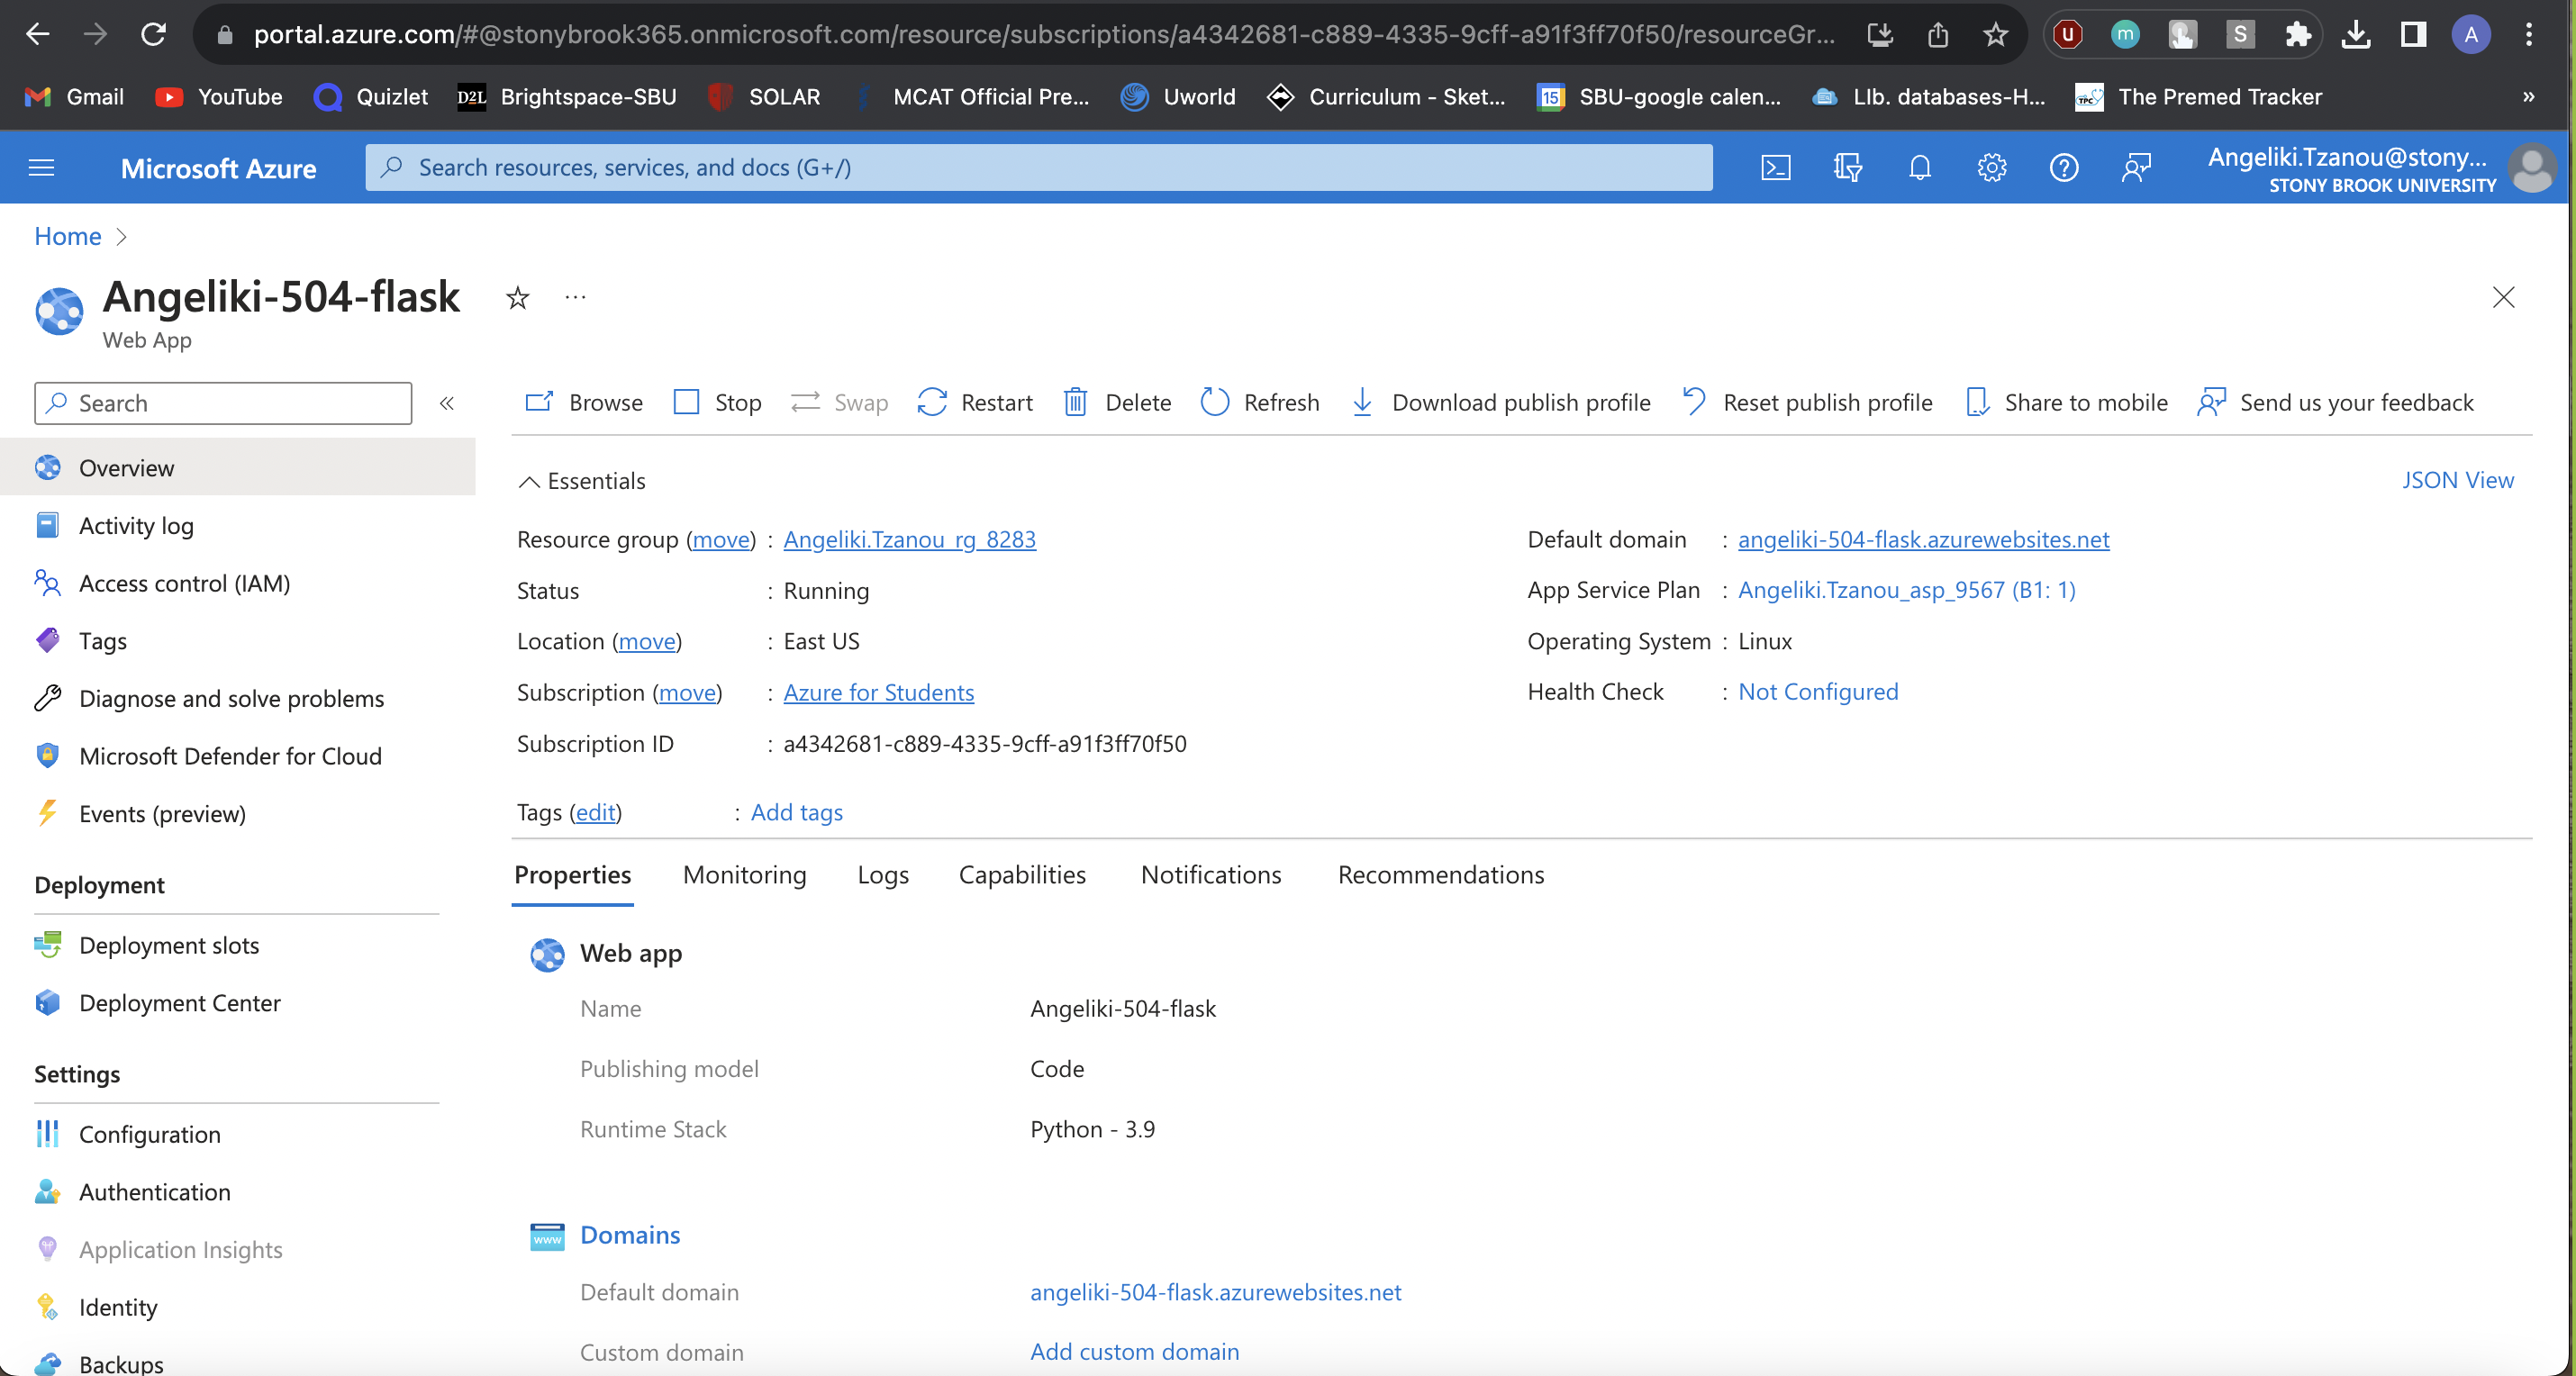 portal.azure.com/#@stonybrook365.onmicrosoft.com/resource/subscriptions/a4342681-c889-4335-9cff-a91f3ff70f50/resourceGr...
U m S A
Gmail YouTube Quizlet D2L Brightspace-SBU SOLAR MCAT Official Pre... Uworld Curriculum - Sket... 15 SBU-google calen... LIb. databases-H... TPC The Premed Tracker »
Microsoft Azure
Search resources, services, and docs (G+/)
Angeliki.Tzanou@stony...
STONY BROOK UNIVERSITY
Home >
Angeliki-504-flask ...
Web App
Search «
Browse Stop Swap Restart Delete Refresh Download publish profile Reset publish profile Share to mobile Send us your feedback
Overview
Activity log
Access control (IAM)
Tags
Diagnose and solve problems
Microsoft Defender for Cloud
Events (preview)
Deployment
Deployment slots
Deployment Center
Settings
Configuration
Authentication
Application Insights
Identity
Backups
Essentials
JSON View
Resource group (move) : Angeliki.Tzanou_rg_8283
Status : Running
Location (move) : East US
Subscription (move) : Azure for Students
Subscription ID : a4342681-c889-4335-9cff-a91f3ff70f50
Default domain : angeliki-504-flask.azurewebsites.net
App Service Plan : Angeliki.Tzanou_asp_9567 (B1: 1)
Operating System : Linux
Health Check : Not Configured
Tags (edit) : Add tags
Properties Monitoring Logs Capabilities Notifications Recommendations
Web app
Name Angeliki-504-flask
Publishing model Code
Runtime Stack Python - 3.9
www Domains
Default domain angeliki-504-flask.azurewebsites.net
Custom domain Add custom domain